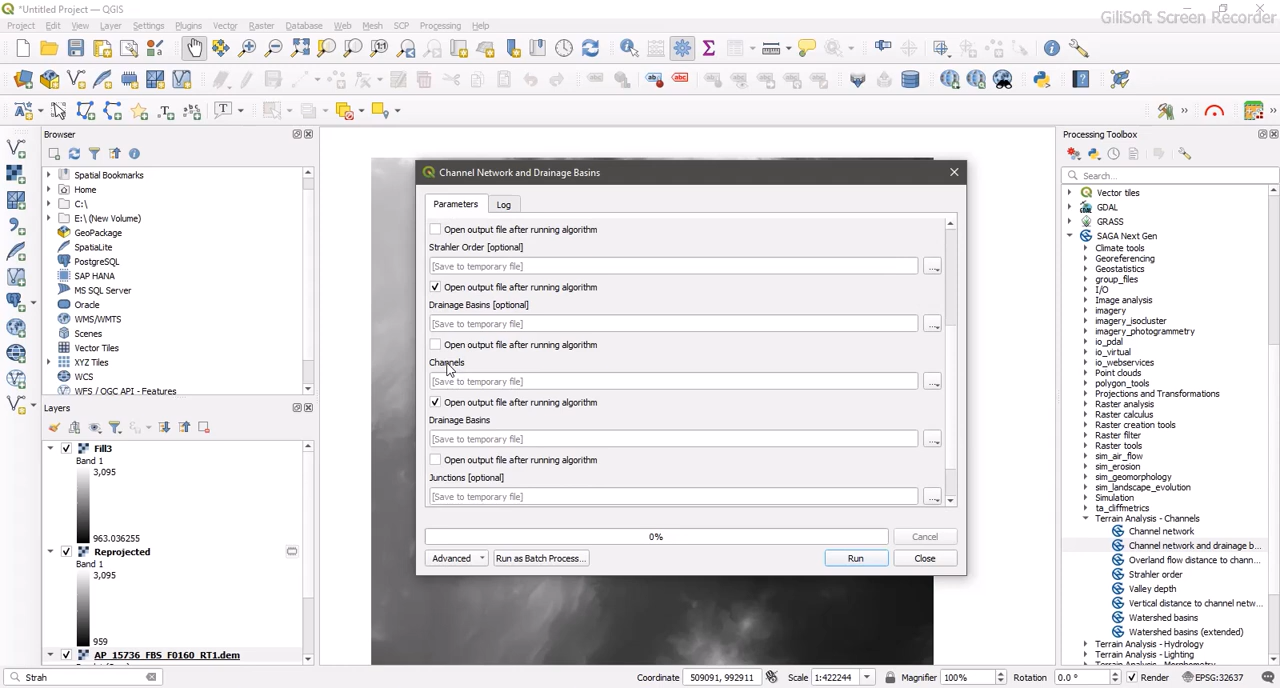 *Untitled Project — QGIS
GiliSoft Screen Recorder
Project Edit View Layer Settings Plugins Vector Raster Database Web Mesh SCP Processing Help
Browser
Spatial Bookmarks
Home
C:\
E:\ (New Volume)
GeoPackage
SpatiaLite
PostgreSQL
SAP HANA
MS SQL Server
Oracle
WMS/WMTS
Scenes
Vector Tiles
XYZ Tiles
WCS
WFS / OGC API - Features
Layers
Fill3
Band 1
3,095
963.036255
Reprojected
Band 1
3,095
959
AP_15736_FBS_F0160_RT1.dem
Channel Network and Drainage Basins
Parameters Log
Open output file after running algorithm
Strahler Order [optional]
[Save to temporary file]
Open output file after running algorithm
Drainage Basins [optional]
[Save to temporary file]
Open output file after running algorithm
Channels
[Save to temporary file]
Open output file after running algorithm
Drainage Basins
[Save to temporary file]
Open output file after running algorithm
Junctions [optional]
[Save to temporary file]
0%
Cancel
Advanced
Run as Batch Process...
Run
Close
Processing Toolbox
Search...
Vector tiles
GDAL
GRASS
SAGA Next Gen
Climate tools
Georeferencing
Geostatistics
group_files
I/O
Image analysis
imagery
imagery_isocluster
imagery_photogrammetry
io_pdal
io_virtual
io_webservices
Point clouds
polygon_tools
Projections and Transformations
Raster analysis
Raster calculus
Raster creation tools
Raster filter
Raster tools
sim_air_flow
sim_erosion
sim_geomorphology
sim_landscape_evolution
Simulation
ta_cliffmetrics
Terrain Analysis - Channels
Channel network
Channel network and drainage b...
Overland flow distance to chann...
Strahler order
Valley depth
Vertical distance to channel netw...
Watershed basins
Watershed basins (extended)
Terrain Analysis - Hydrology
Terrain Analysis - Lighting
Strah
Coordinate 509091, 992911 Scale 1:422244 Magnifier 100% Rotation 0.0 ° Render EPSG:32637